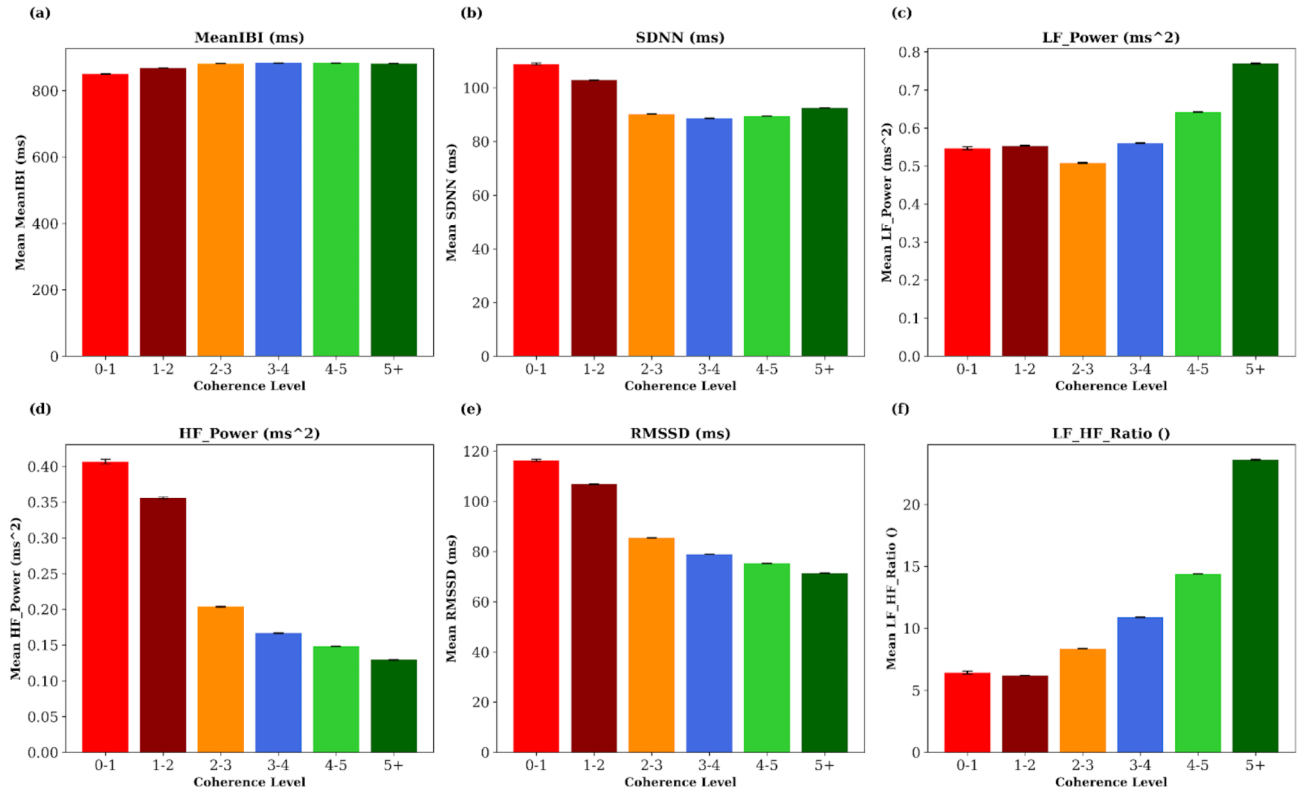 (a)
MeanIBI (ms)
Mean MeanIBI (ms)
800
600
400
200
0
0-1 1-2 2-3 3-4 4-5 5+
Coherence Level
(b)
SDNN (ms)
Mean SDNN (ms)
100
80
60
40
20
0
0-1 1-2 2-3 3-4 4-5 5+
Coherence Level
(c)
LF_Power (ms^2)
Mean LF_Power (ms^2)
0.8
0.7
0.6
0.5
0.4
0.3
0.2
0.1
0.0
0-1 1-2 2-3 3-4 4-5 5+
Coherence Level
(d)
HF_Power (ms^2)
Mean HF_Power (ms^2)
0.40
0.35
0.30
0.25
0.20
0.15
0.10
0.05
0.00
0-1 1-2 2-3 3-4 4-5 5+
Coherence Level
(e)
RMSSD (ms)
Mean RMSSD (ms)
120
100
80
60
40
20
0
0-1 1-2 2-3 3-4 4-5 5+
Coherence Level
(f)
LF_HF_Ratio ()
Mean LF_HF_Ratio ()
20
15
10
5
0
0-1 1-2 2-3 3-4 4-5 5+
Coherence Level